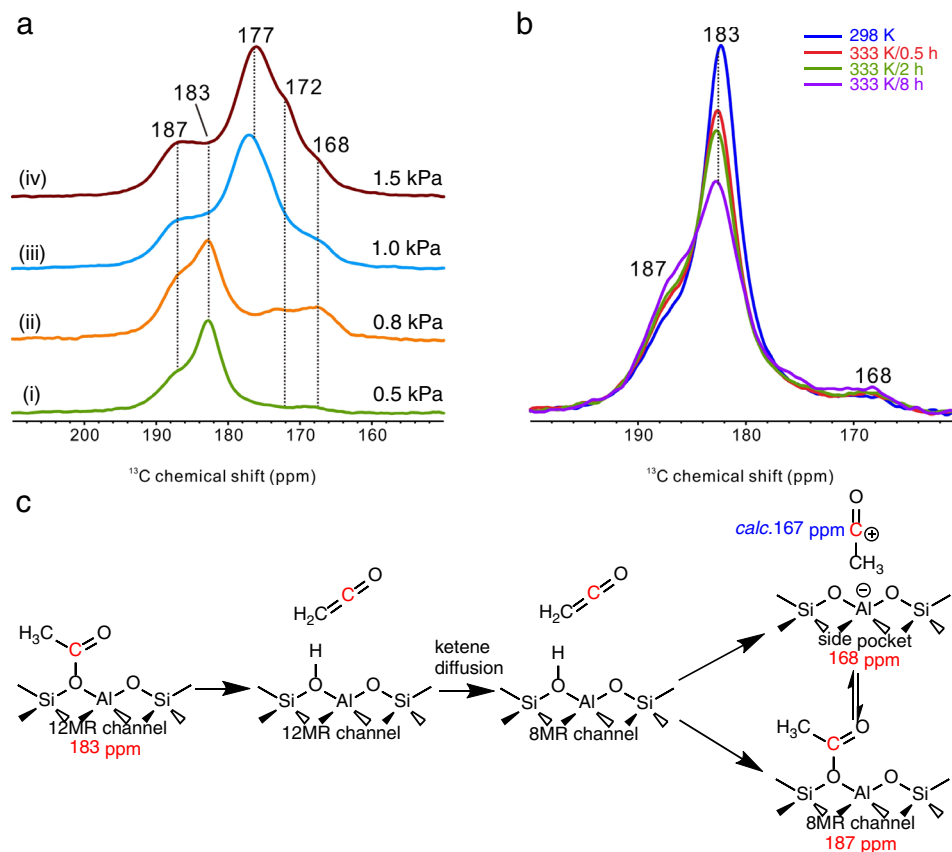 a
177
183
187
172
168
(iv)
1.5 kPa
(iii)
1.0 kPa
(ii)
0.8 kPa
(i)
0.5 kPa
200 190 180 170 160
¹³C chemical shift (ppm)
b
298 K
333 K/0.5 h
333 K/2 h
333 K/8 h
183
187
168
190 180 170
¹³C chemical shift (ppm)
c
H₃C C O
O O
Si Al Si
12MR channel
183 ppm
H₂C C O
H
O O
Si Al Si
12MR channel
ketene
diffusion
H₂C C O
H
O O
Si Al Si
8MR channel
O
calc.167 ppm C ⊕
CH₃
O ⊖ O
Si Al Si
side pocket
168 ppm
H₃C C O
O O
Si Al Si
8MR channel
187 ppm